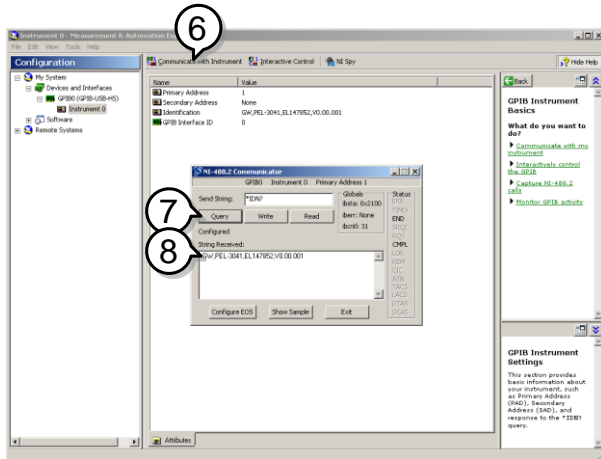 Instrument 0 - Measurement & Automation Ex
File Edit View Tools Help
6
Configuration
Communicate with Instrument
Interactive Control
NI Spy
Hide Help
My System
Devices and Interfaces
GPIB0 (GPIB-USB-HS)
Instrument 0
Software
Remote Systems
Name Value
Primary Address 1
Secondary Address None
Identification GW,PEL-3041,EL147852,V0.00.001
GPIB Interface ID 0
NI-488.2 Communicator
GPIB0 Instrument 0 Primary Address 1
Send String: *IDN?
7
Query Write Read
Configured
8
String Received:
GW,PEL-3041,EL147852,V0.00.001
Configure EOS Show Sample Exit
Globals
ibsta: 0x2100
iberr: None
ibcntl: 31
Status
ERR
TIMO
END
SRQI
RQS
CMPL
LOK
REM
CIC
ATN
TACS
LACS
DTAS
DCAS
Attributes
Back
GPIB Instrument
Basics
What do you want to
do?
Communicate with my
instrument
Interactively control
the GPIB
Capture NI-488.2
calls
Monitor GPIB activity
GPIB Instrument
Settings
This section provides
basic information about
your instrument, such
as Primary Address
(PAD), Secondary
Address (SAD), and
response to the *IDN?
query.